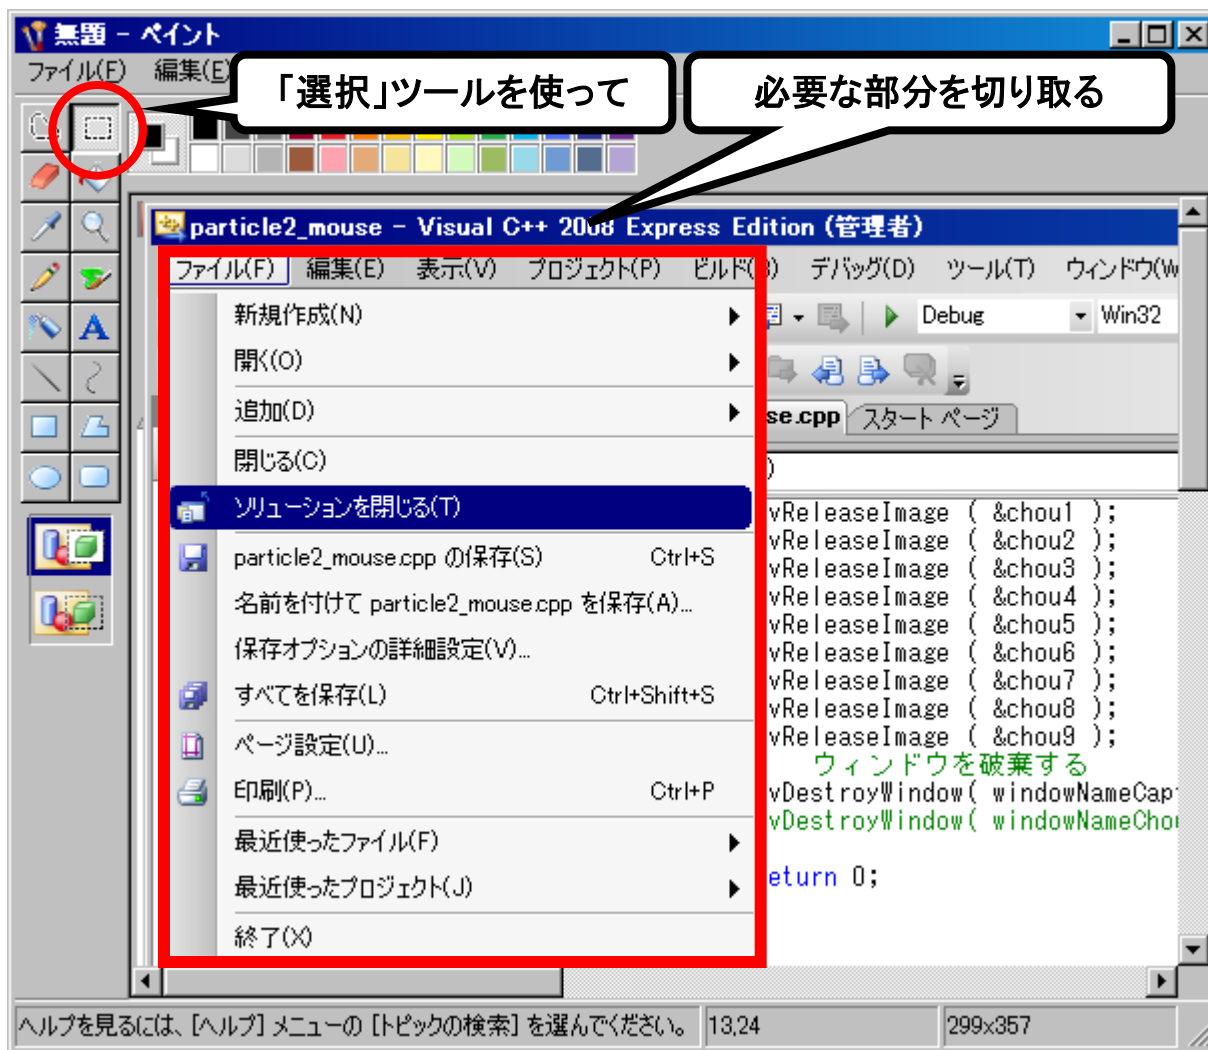 無題 - ペイント
ファイル(F) 編集(E)
「選択」ツールを使って
必要な部分を切り取る
particle2_mouse - Visual C++ 2008 Express Edition (管理者)
ファイル(F) 編集(E) 表示(V) プロジェクト(P) ビルド(B) デバッグ(D) ツール(T) ウィンドウ(W
新規作成(N)
Debug Win32
開く(O)
追加(D)
se.cpp スタート ページ
閉じる(C)
)
ソリューションを閉じる(T)
vReleaseImage ( &chou1 );
vReleaseImage ( &chou2 );
particle2_mouse.cpp の保存(S) Ctrl+S
vReleaseImage ( &chou3 );
名前を付けて particle2_mouse.cpp を保存(A)...
vReleaseImage ( &chou4 );
vReleaseImage ( &chou5 );
保存オプションの詳細設定(V)...
vReleaseImage ( &chou6 );
vReleaseImage ( &chou7 );
すべてを保存(L) Ctrl+Shift+S
vReleaseImage ( &chou8 );
vReleaseImage ( &chou9 );
ページ設定(U)...
ウィンドウを破棄する
印刷(P)... Ctrl+P
vDestroyWindow( windowNameCap
vDestroyWindow( windowNameChou
最近使ったファイル(F)
最近使ったプロジェクト(J)
eturn 0;
終了(X)
ヘルプを見るには、[ヘルプ] メニューの [トピックの検索] を選んでください。 13,24 299x357